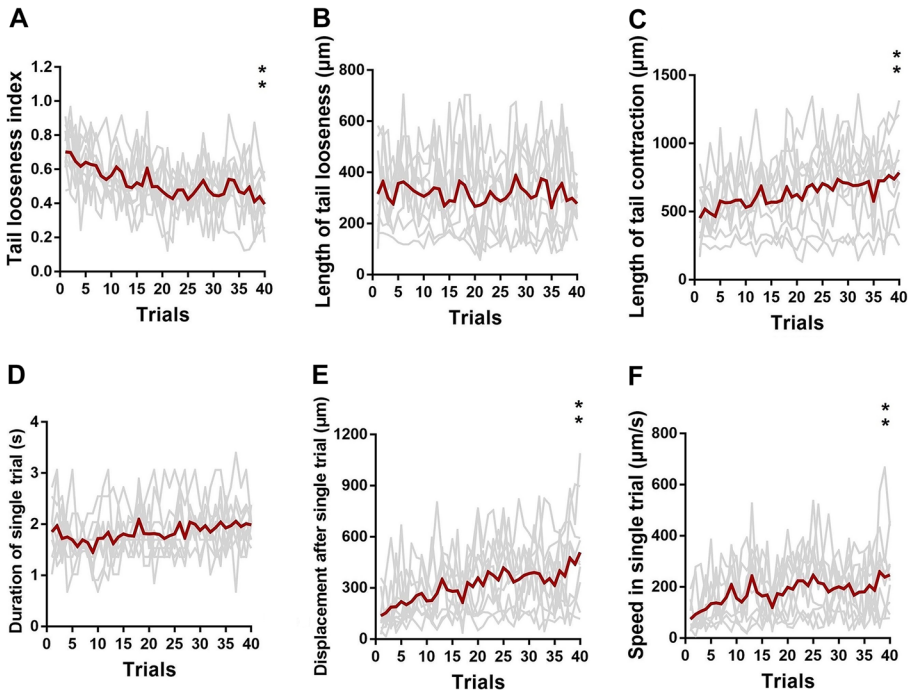 A
Tail looseness index
1.2
1.0
0.8
0.6
0.4
0.2
0.0
0 5 10 15 20 25 30 35 40
Trials
**
B
Length of tail looseness (μm)
800
600
400
200
0
0 5 10 15 20 25 30 35 40
Trials
C
Length of tail contraction (μm)
1500
1000
500
0
0 5 10 15 20 25 30 35 40
Trials
**
D
Duration of single trial (s)
4
3
2
1
0
0 5 10 15 20 25 30 35 40
Trials
E
Displacement after single trial (μm)
1200
900
600
300
0
0 5 10 15 20 25 30 35 40
Trials
**
F
Speed in single trial (μm/s)
800
600
400
200
0
0 5 10 15 20 25 30 35 40
Trials
**